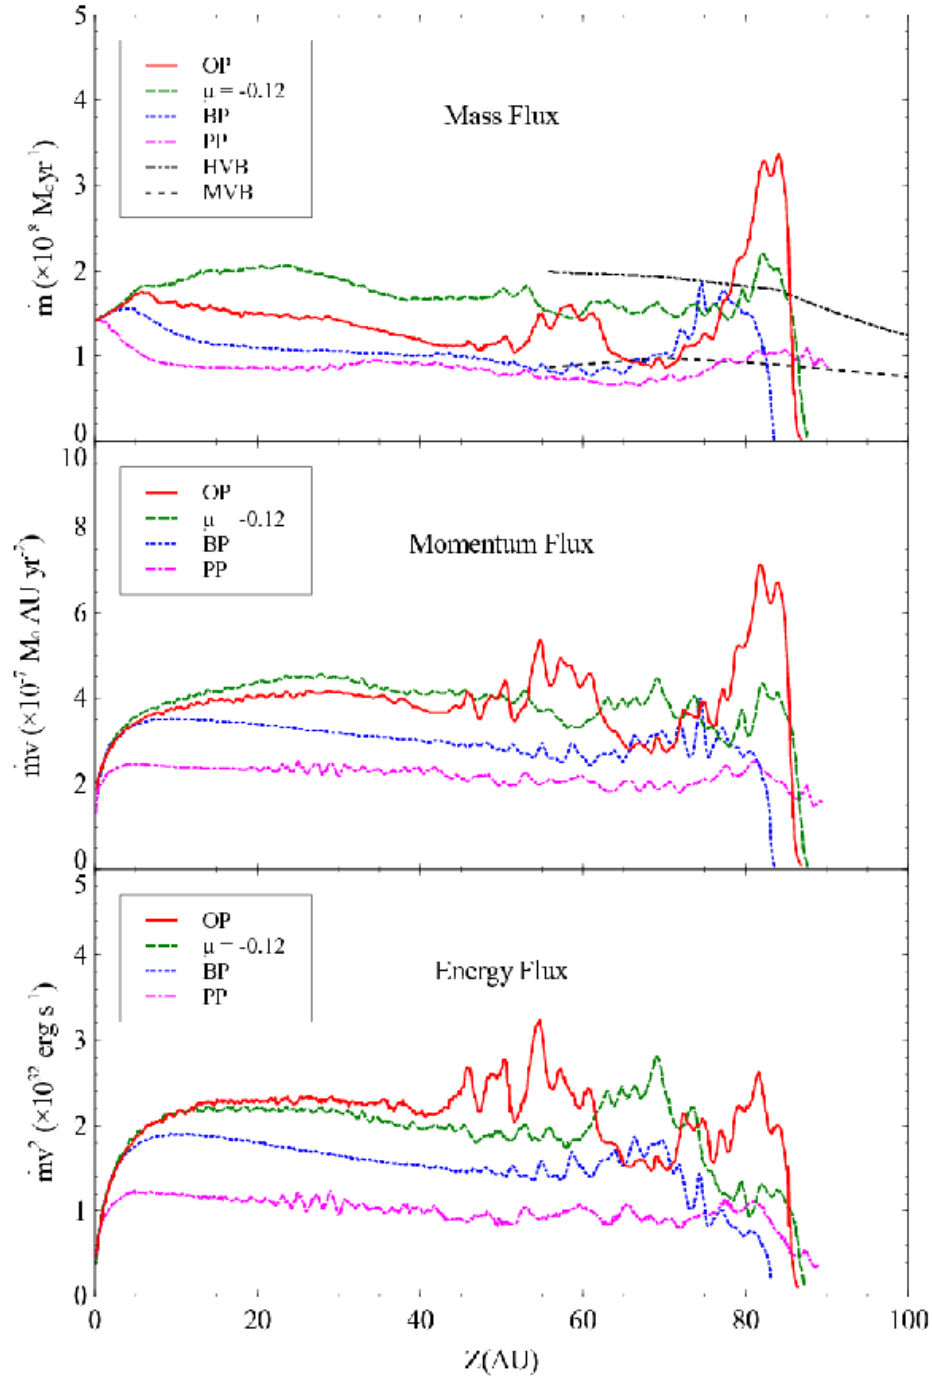 5
OP
μ = -0.12
BP
PP
HVB
MVB
Mass Flux
4
3
2
1
0
ṁ (×10⁻⁸ M☉yr⁻¹)
10
OP
μ -0.12
BP
PP
Momentum Flux
8
6
4
2
0
ṁv (×10⁻⁷ M☉ AU yr⁻²)
5
OP
μ = -0.12
BP
PP
Energy Flux
4
3
2
1
0
ṁv² (×10³² erg s⁻¹)
0 20 40 60 80 100
Z(AU)